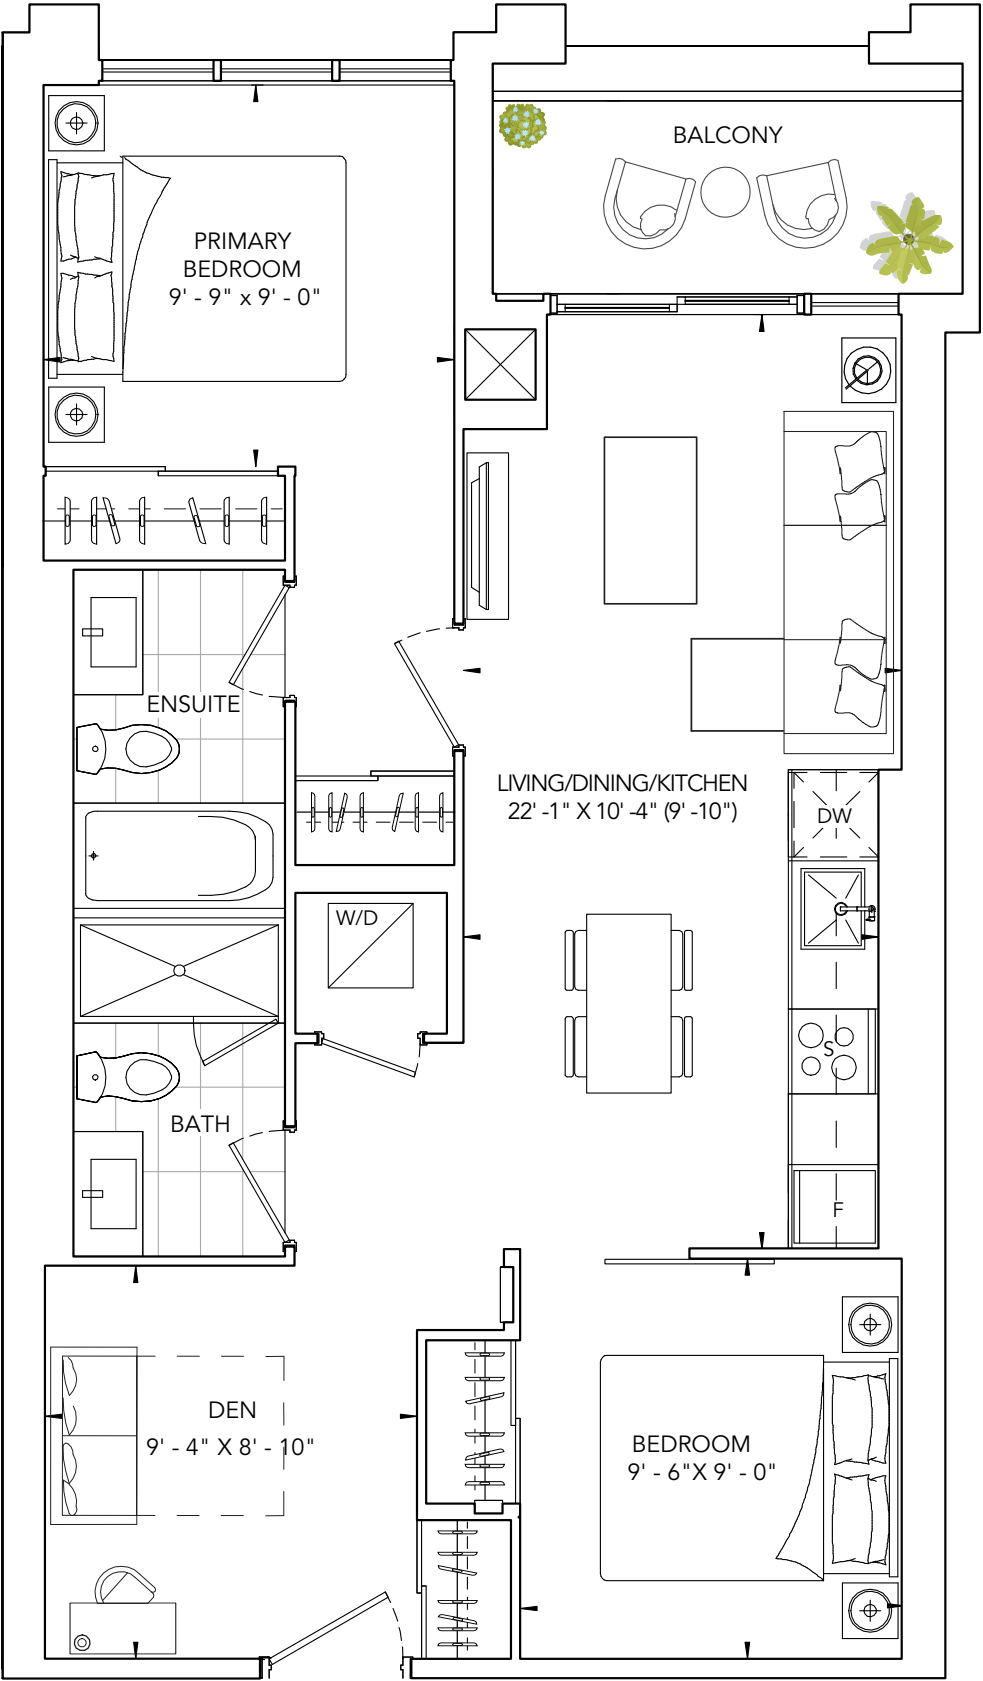 BALCONY
PRIMARY
BEDROOM
9' - 9" x 9' - 0"
ENSUITE
LIVING/DINING/KITCHEN
22' -1" X 10' -4" (9' -10")
DW
W/D
S
BATH
F
DEN
9' - 4" X 8' - 10"
BEDROOM
9' - 6"X 9' - 0"